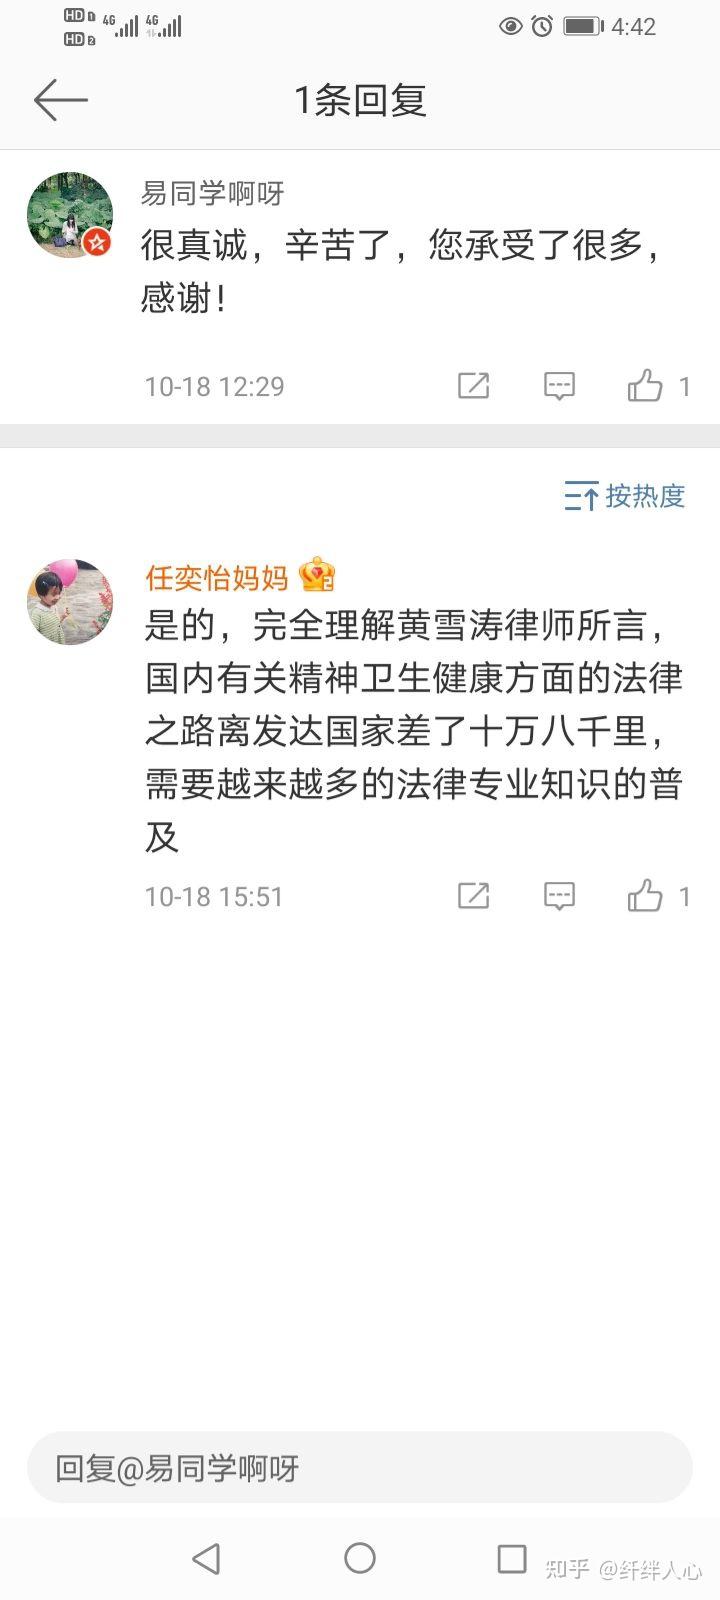 HD 1 4G 4G 4:42
HD 2
1条回复
易同学啊呀
很真诚，辛苦了，您承受了很多，
感谢！
10-18 12:29 1
按热度
任奕怡妈妈 2
是的，完全理解黄雪涛律师所言，
国内有关精神卫生健康方面的法律
之路离发达国家差了十万八千里，
需要越来越多的法律专业知识的普
及
10-18 15:51 1
回复@易同学啊呀
知乎 @纤绊人心